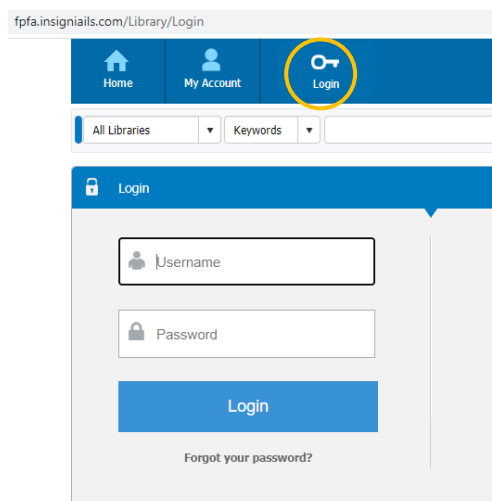 fpfa.insigniails.com/Library/Login
Home My Account Login
All Libraries Keywords
Login
Username
Password
Login
Forgot your password?